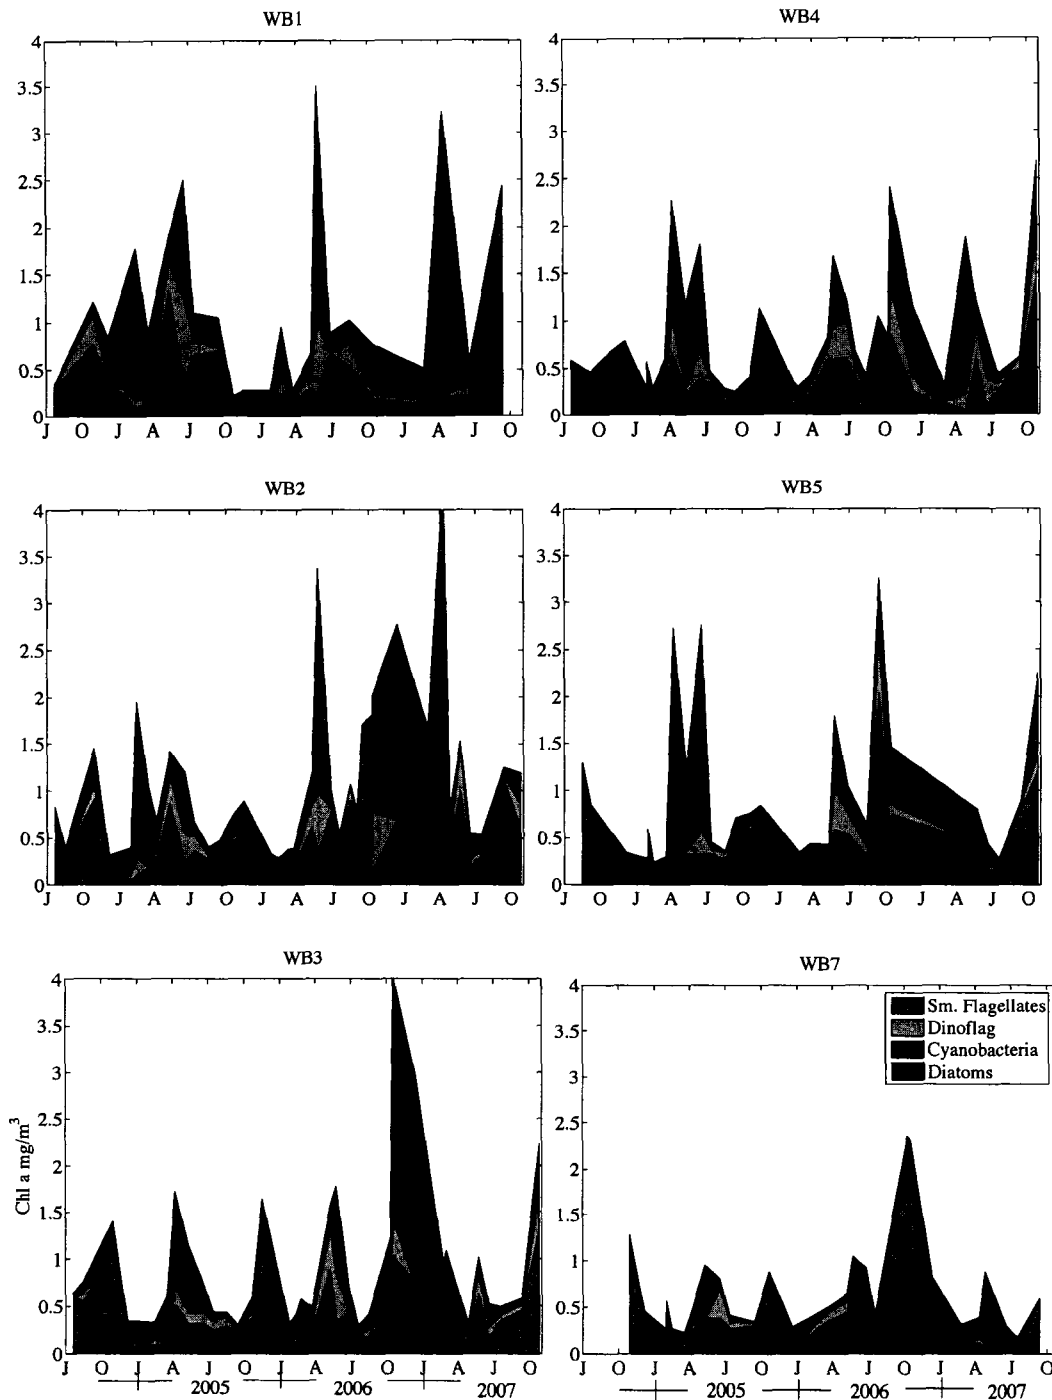 WB1
4
3.5
3
2.5
2
1.5
1
0.5
0
J O J A J O J A J O J A J O
WB4
4
3.5
3
2.5
2
1.5
1
0.5
0
J O J A J O J A J O J A J O
WB2
4
3.5
3
2.5
2
1.5
1
0.5
0
J O J A J O J A J O J A J O
WB5
4
3.5
3
2.5
2
1.5
1
0.5
0
J O J A J O J A J O J A J O
WB3
Chl a mg/m³
4
3.5
3
2.5
2
1.5
1
0.5
0
J O J A J O J A J O J A J O
2005 2006 2007
WB7
4
3.5
3
2.5
2
1.5
1
0.5
0
Sm. Flagellates
Dinoflag
Cyanobacteria
Diatoms
J O J A J O J A J O J A J O
2005 2006 2007